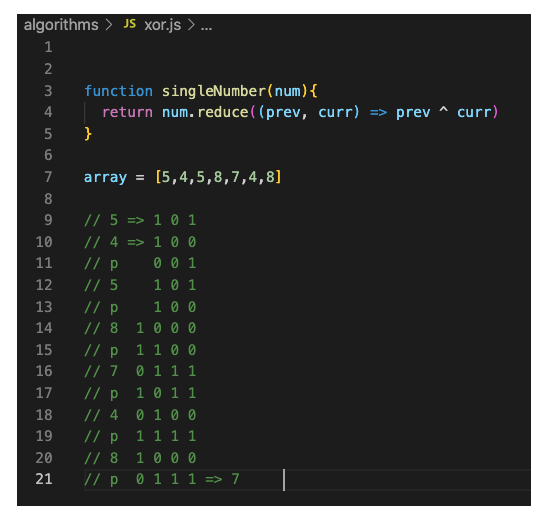 algorithms > JS xor.js > ...
1
2
3 function singleNumber(num){
4 return num.reduce((prev, curr) => prev ^ curr)
5 }
6
7 array = [5,4,5,8,7,4,8]
8
9 // 5 => 1 0 1
10 // 4 => 1 0 0
11 // p    0 0 1
12 // 5    1 0 1
13 // p    1 0 0
14 // 8  1 0 0 0
15 // p  1 1 0 0
16 // 7  0 1 1 1
17 // p  1 0 1 1
18 // 4  0 1 0 0
19 // p  1 1 1 1
20 // 8  1 0 0 0
21 // p  0 1 1 1 => 7